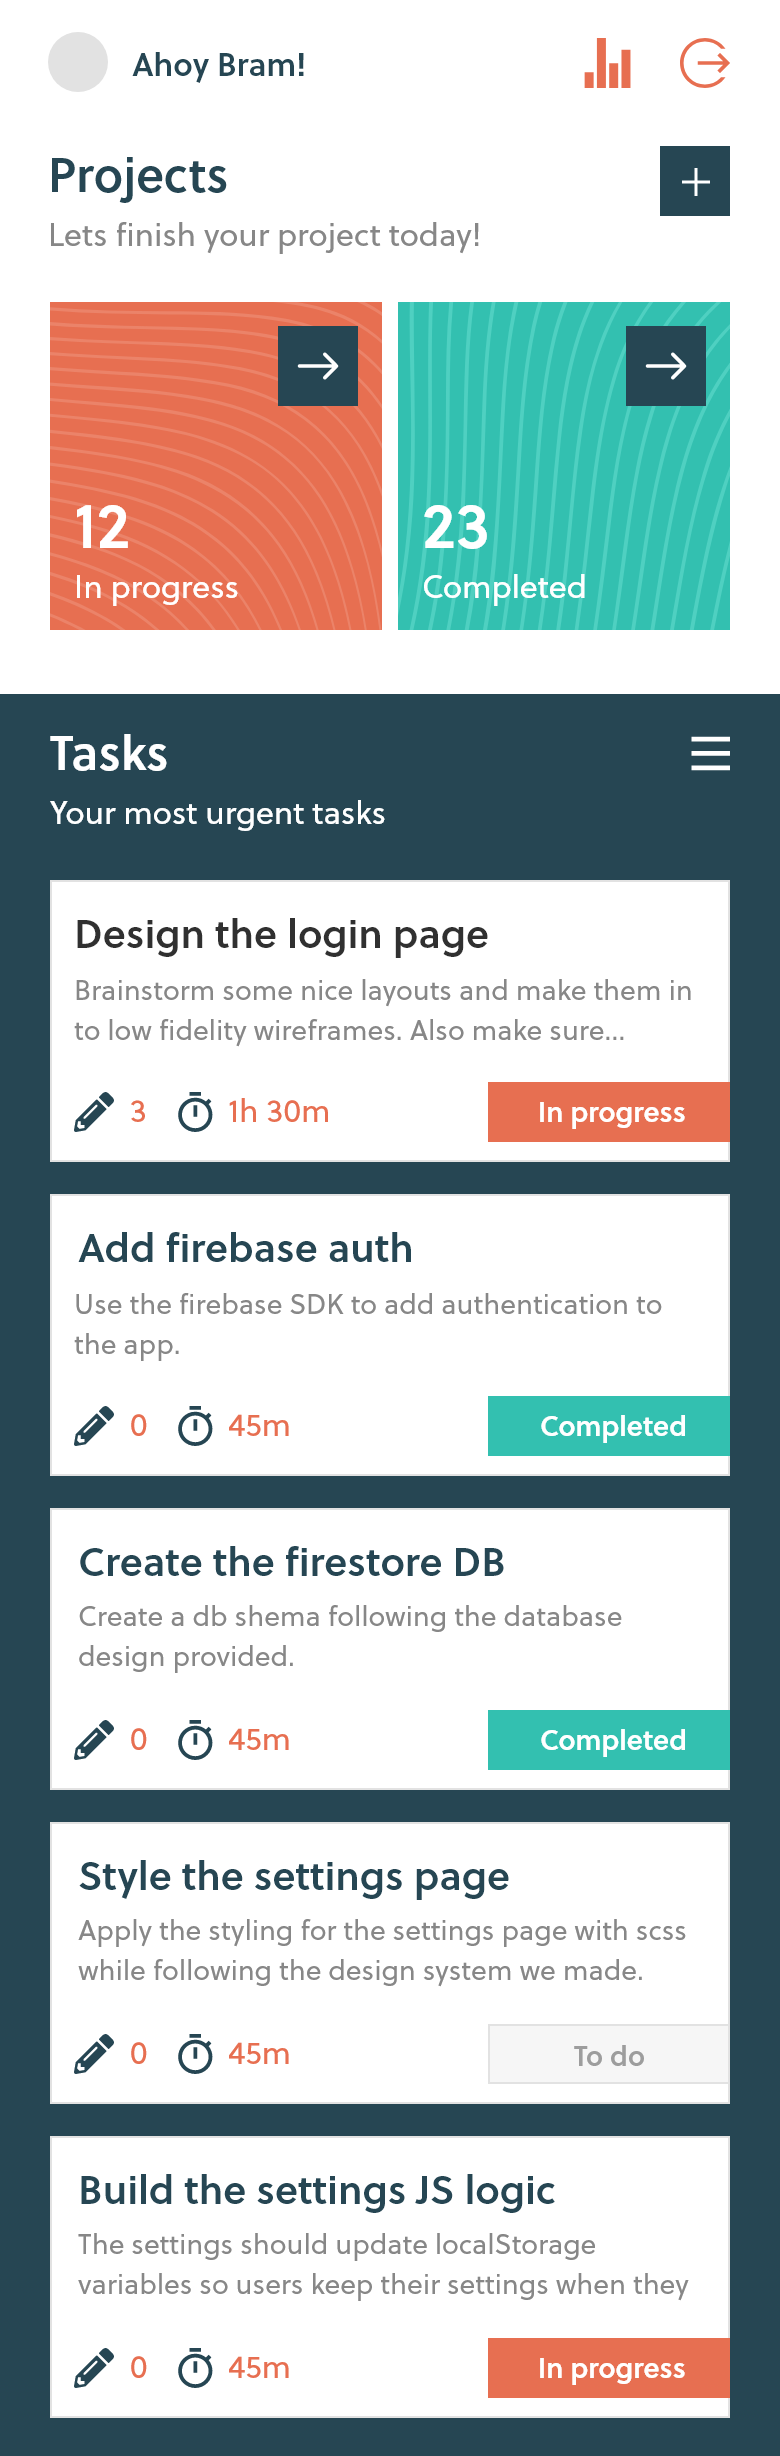 Ahoy Bram!
Projects
Lets finish your project today!
12
In progress
23
Completed
Tasks
Your most urgent tasks
Design the login page
Brainstorm some nice layouts and make them in
to low fidelity wireframes. Also make sure...
3
1h 30m
In progress
Add firebase auth
Use the firebase SDK to add authentication to
the app.
0
45m
Completed
Create the firestore DB
Create a db shema following the database
design provided.
0
45m
Completed
Style the settings page
Apply the styling for the settings page with scss
while following the design system we made.
0
45m
To do
Build the settings JS logic
The settings should update localStorage
variables so users keep their settings when they
0
45m
In progress